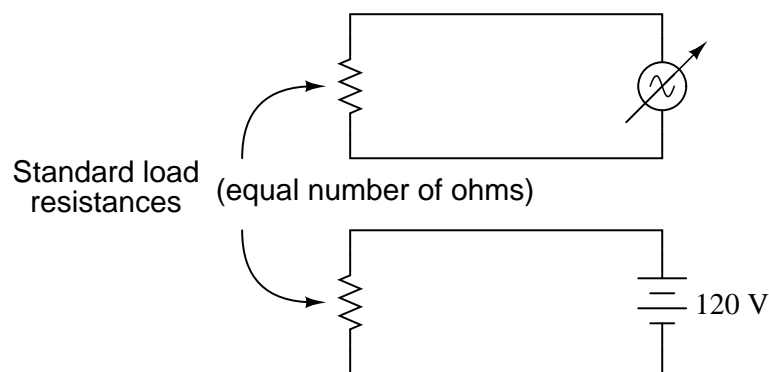 Standard load
resistances
(equal number of ohms)
120 V